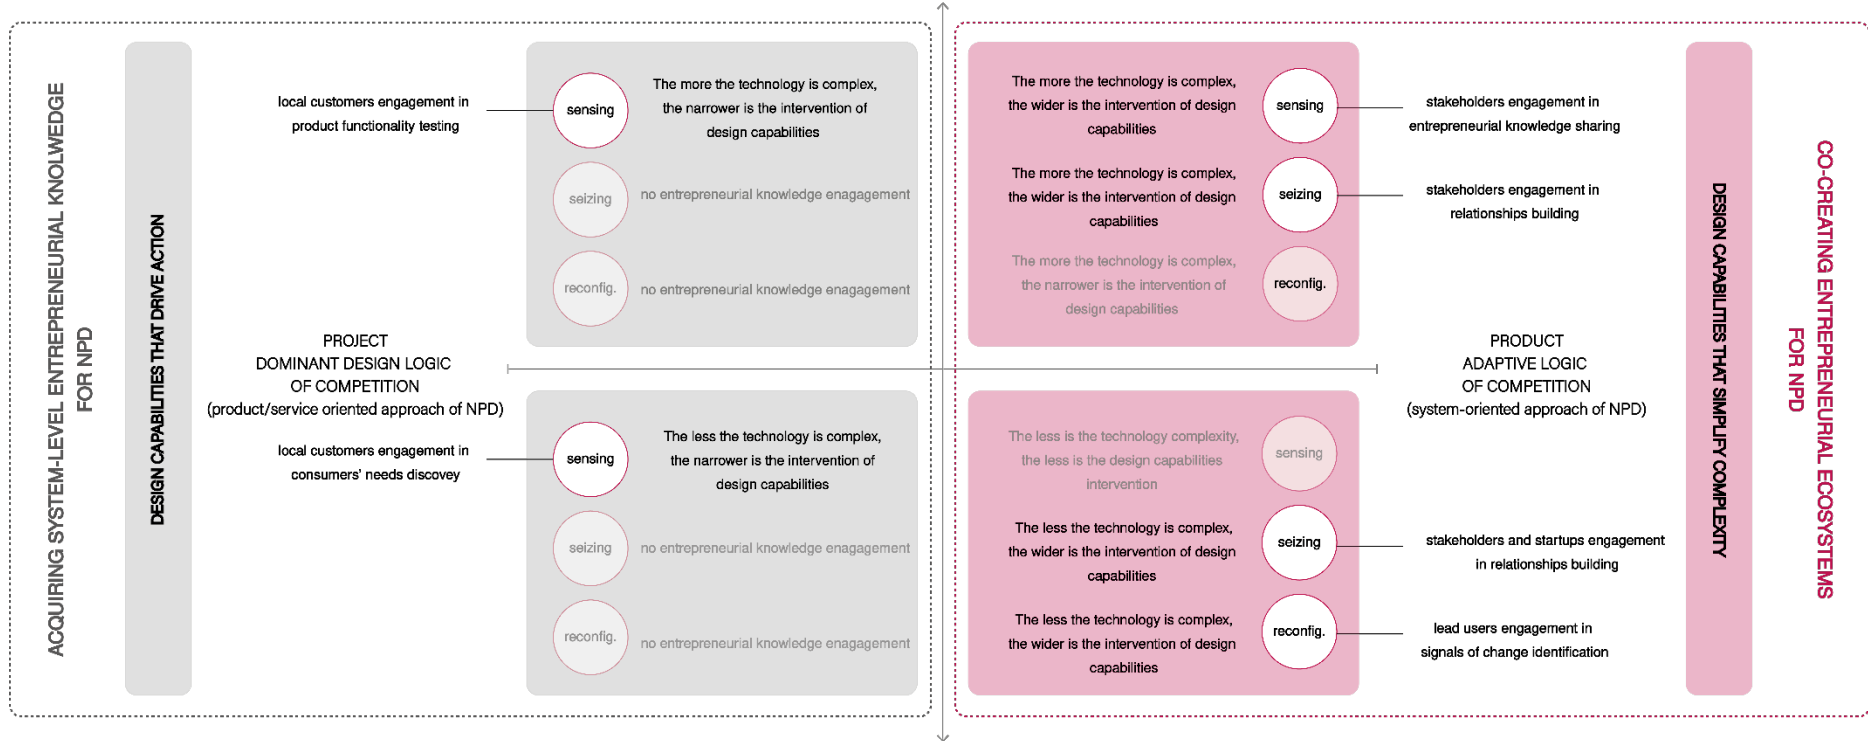 ACQUIRING SYSTEM-LEVEL ENTREPRENEURIAL KNOLWEDGE
FOR NPD
DESIGN CAPABILITIES THAT DRIVE ACTION
local customers engagement in
product functionality testing
sensing
The more the technology is complex,
the narrower is the intervention of
design capabilities
seizing
no entrepreneurial knowledge enagagement
reconfig.
no entrepreneurial knowledge enagagement
PROJECT
DOMINANT DESIGN LOGIC
OF COMPETITION
(product/service oriented approach of NPD)
local customers engagement in
consumers' needs discovey
sensing
The less the technology is complex,
the narrower is the intervention of
design capabilities
seizing
no entrepreneurial knowledge enagagement
reconfig.
no entrepreneurial knowledge enagagement
The more the technology is complex,
the wider is the intervention of design
capabilities
sensing
stakeholders engagement in
entrepreneurial knowledge sharing
The more the technology is complex,
the wider is the intervention of design
capabilities
seizing
stakeholders engagement in
relationships building
The more the technology is complex,
the narrower is the intervention of
design capabilities
reconfig.
PRODUCT
ADAPTIVE LOGIC
OF COMPETITION
(system-oriented approach of NPD)
The less is the technology complexity,
the less is the design capabilities
intervention
sensing
The less the technology is complex,
the wider is the intervention of design
capabilities
seizing
stakeholders and startups engagement
in relationships building
The less the technology is complex,
the wider is the intervention of design
capabilities
reconfig.
lead users engagement in
signals of change identification
DESIGN CAPABILITIES THAT SIMPLIFY COMPLEXITY
CO-CREATING ENTREPRENEURIAL ECOSYSTEMS
FOR NPD